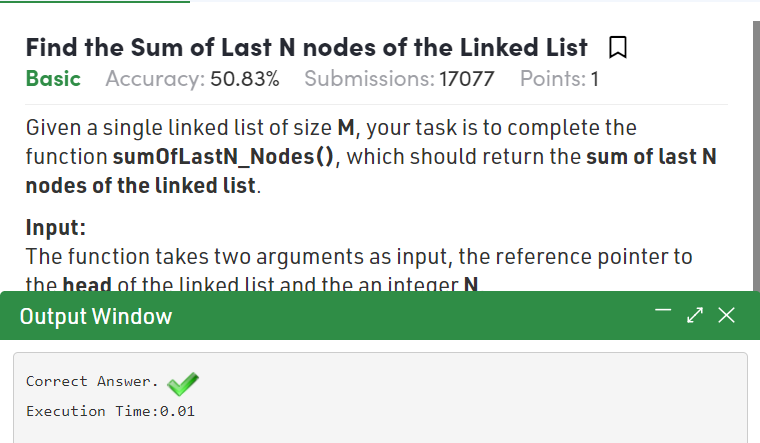 Find the Sum of Last N nodes of the Linked List
Basic Accuracy: 50.83% Submissions: 17077 Points: 1
Given a single linked list of size M, your task is to complete the
function sumOfLastN_Nodes(), which should return the sum of last N
nodes of the linked list.
Input:
The function takes two arguments as input, the reference pointer to
the head of the linked list and the an integer N
Output Window
Correct Answer.
Execution Time:0.01